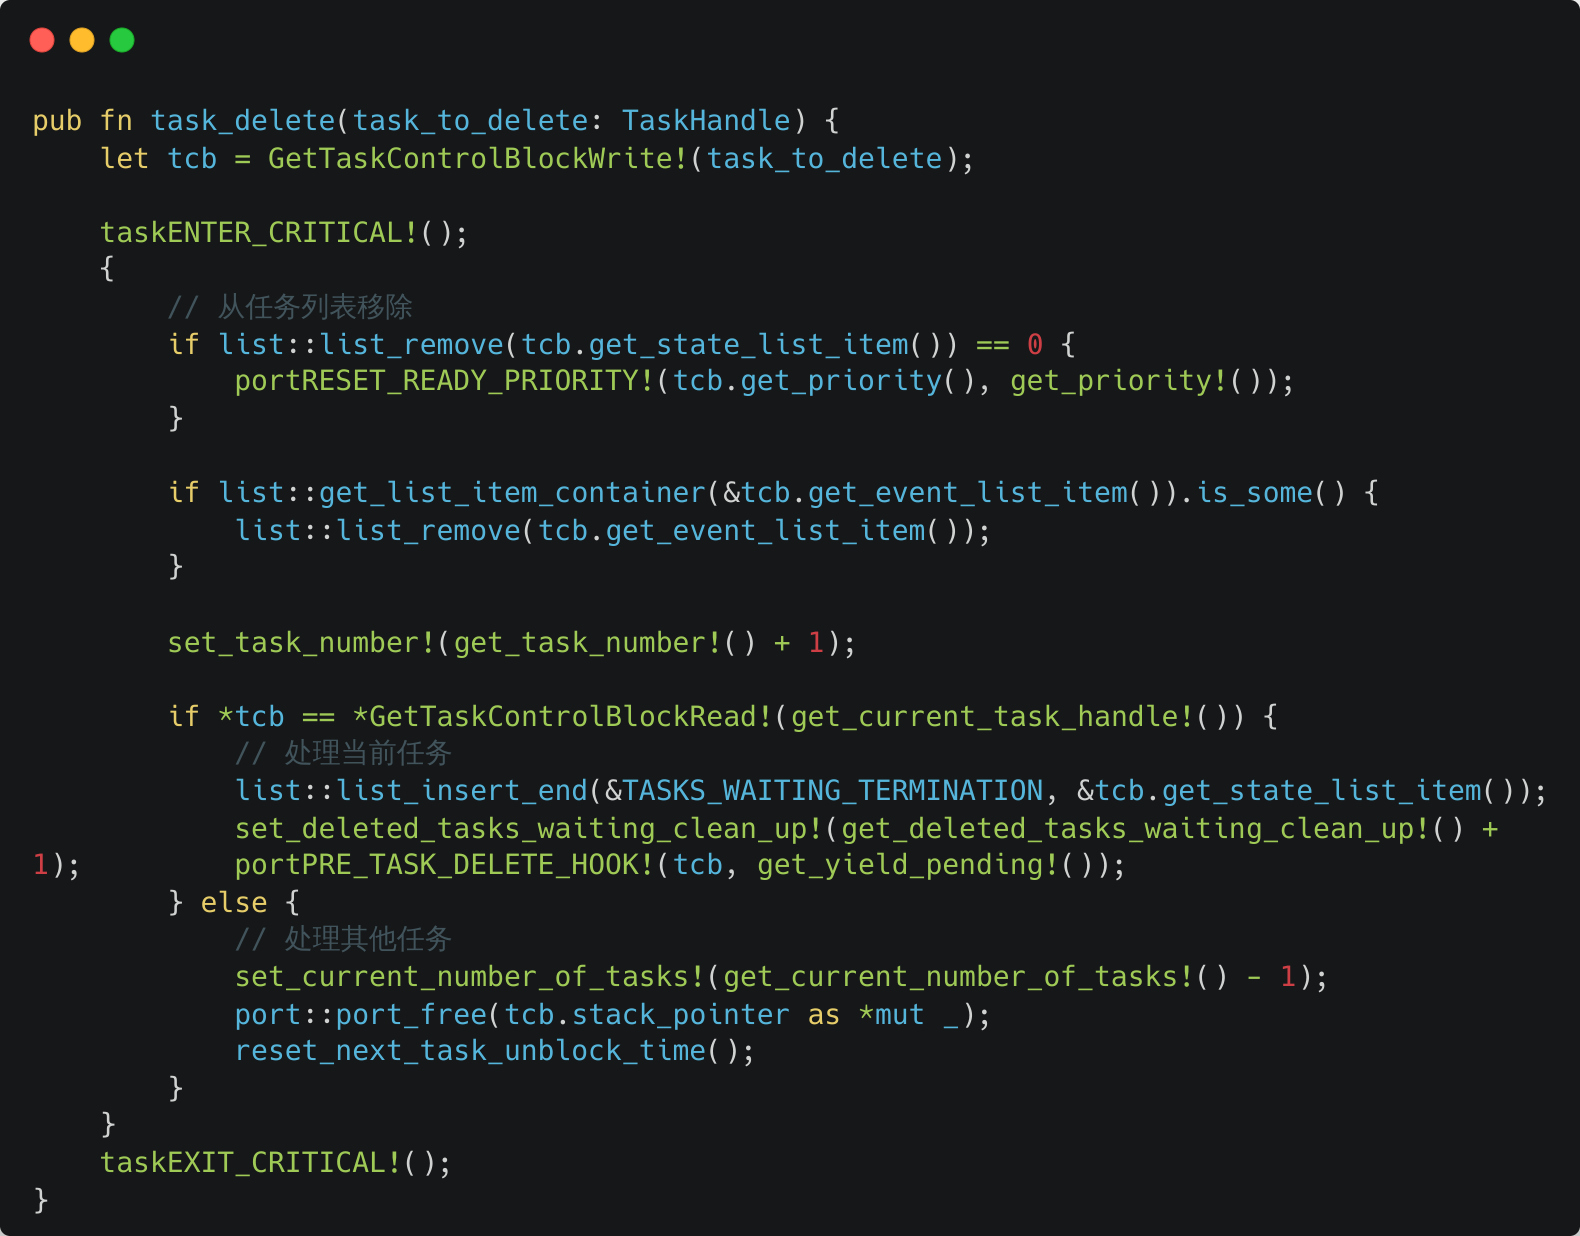 pub fn task_delete(task_to_delete: TaskHandle) {
    let tcb = GetTaskControlBlockWrite!(task_to_delete);

    taskENTER_CRITICAL!();
    {
        // 从任务列表移除
        if list::list_remove(tcb.get_state_list_item()) == 0 {
            portRESET_READY_PRIORITY!(tcb.get_priority(), get_priority!());
        }

        if list::get_list_item_container(&tcb.get_event_list_item()).is_some() {
            list::list_remove(tcb.get_event_list_item());
        }

        set_task_number!(get_task_number!() + 1);

        if *tcb == *GetTaskControlBlockRead!(get_current_task_handle!()) {
            // 处理当前任务
            list::list_insert_end(&TASKS_WAITING_TERMINATION, &tcb.get_state_list_item());
            set_deleted_tasks_waiting_clean_up!(get_deleted_tasks_waiting_clean_up!() +
1);         portPRE_TASK_DELETE_HOOK!(tcb, get_yield_pending!());
        } else {
            // 处理其他任务
            set_current_number_of_tasks!(get_current_number_of_tasks!() - 1);
            port::port_free(tcb.stack_pointer as *mut _);
            reset_next_task_unblock_time();
        }
    }
    taskEXIT_CRITICAL!();
}